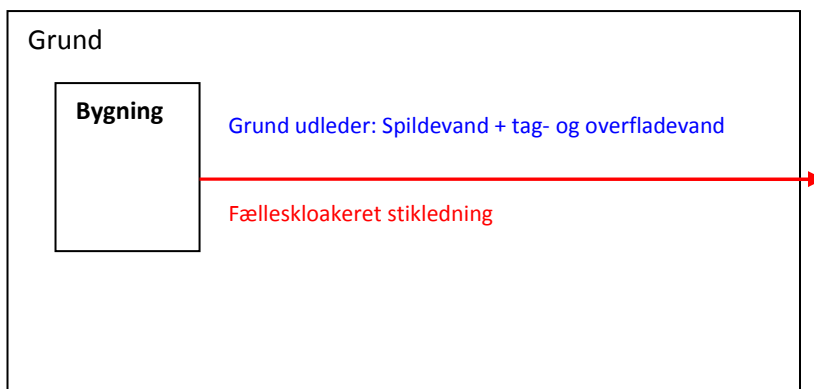 Grund
Bygning
Grund udleder: Spildevand + tag- og overfladevand
Fælleskloakeret stikledning